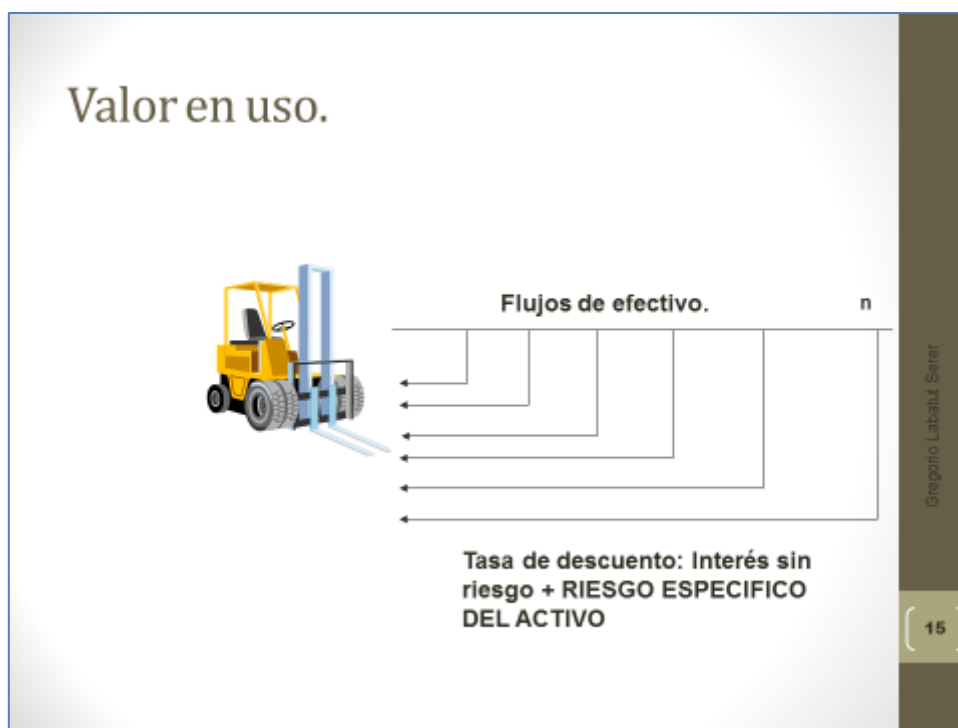 Valor en uso.
Flujos de efectivo.
n
Tasa de descuento: Interés sin
riesgo + RIESGO ESPECIFICO
DEL ACTIVO
Gregorio Labatut Serer
15